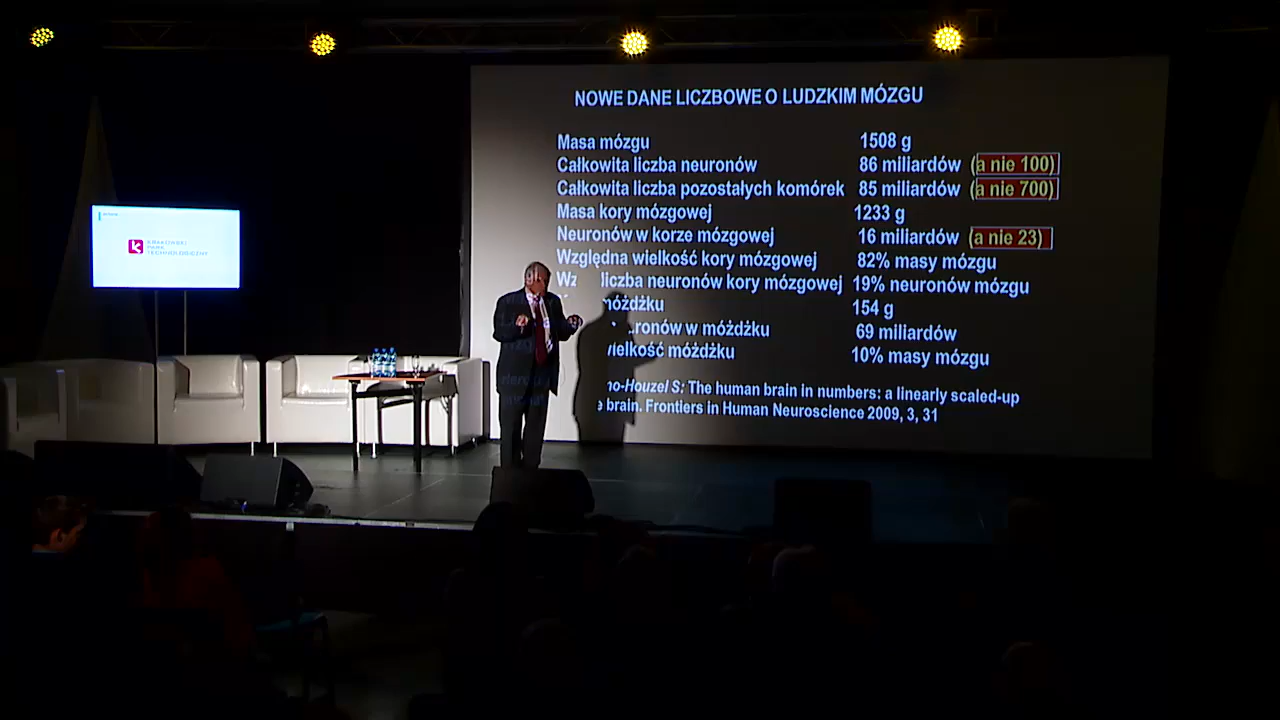 NOWE DANE LICZBOWE O LUDZKIM MÓZGU
Masa mózgu 1508 g
Całkowita liczba neuronów 86 miliardów (a nie 100)
Całkowita liczba pozostałych komórek 85 miliardów (a nie 700)
Masa kory mózgowej 1233 g
Neuronów w korze mózgowej 16 miliardów (a nie 23)
Względna wielkość kory mózgowej 82% masy mózgu
liczba neuronów kory mózgowej 19% neuronów mózgu
móżdżku 154 g
w móżdżku 69 miliardów
móżdżku 10% masy mózgu
The human brain in numbers: a linearly scaled-up
brain. Frontiers in Human Neuroscience 2009, 3, 31
PARK
TECHNOLOGICZNY